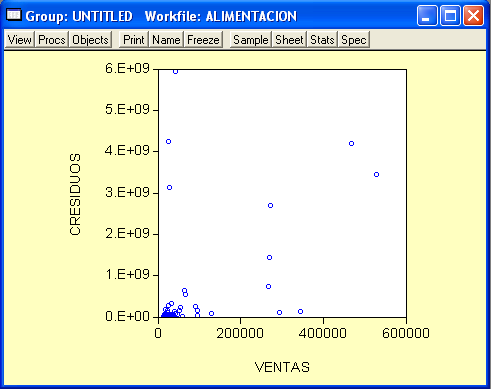 Group: UNTITLED Workfile: ALIMENTACION
View Procs Objects Print Name Freeze Sample Sheet Stats Spec
6.E+09
5.E+09
4.E+09
3.E+09
2.E+09
1.E+09
0.E+00
CRESIDUOS
0 200000 400000 600000
VENTAS